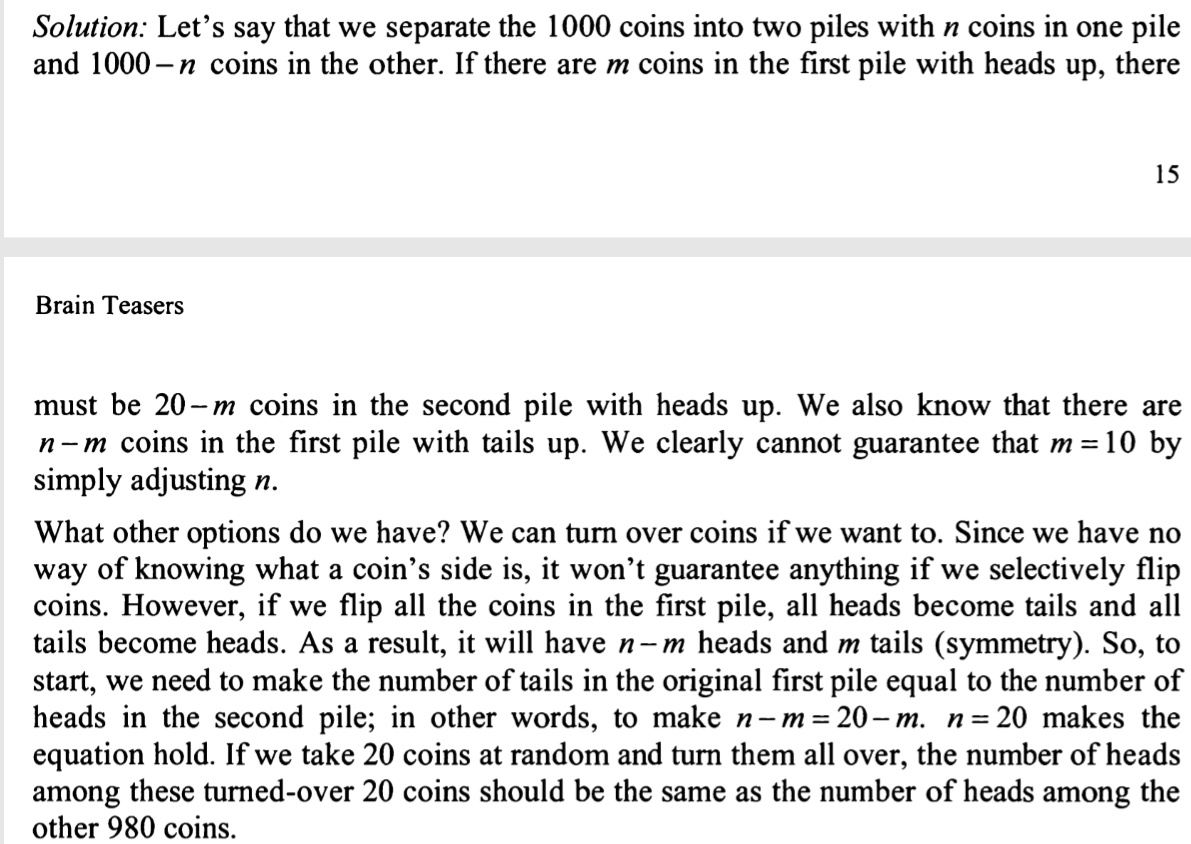 Solution: Let’s say that we separate the 1000 coins into two piles with n coins in one pile
and 1000 – n coins in the other. If there are m coins in the first pile with heads up, there
15
Brain Teasers
must be 20 – m coins in the second pile with heads up. We also know that there are
n – m coins in the first pile with tails up. We clearly cannot guarantee that m = 10 by
simply adjusting n.
What other options do we have? We can turn over coins if we want to. Since we have no
way of knowing what a coin’s side is, it won’t guarantee anything if we selectively flip
coins. However, if we flip all the coins in the first pile, all heads become tails and all
tails become heads. As a result, it will have n – m heads and m tails (symmetry). So, to
start, we need to make the number of tails in the original first pile equal to the number of
heads in the second pile; in other words, to make n – m = 20 – m. n = 20 makes the
equation hold. If we take 20 coins at random and turn them all over, the number of heads
among these turned-over 20 coins should be the same as the number of heads among the
other 980 coins.